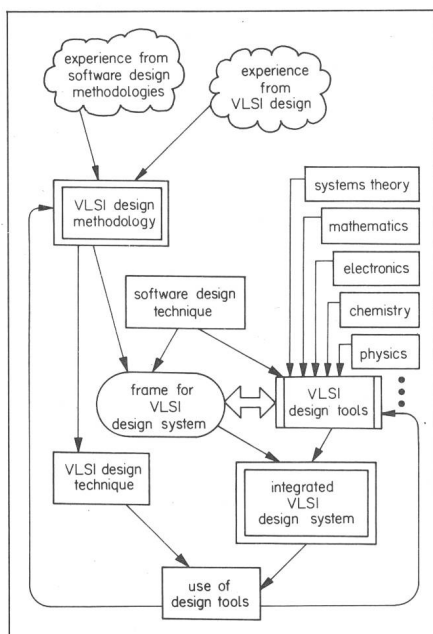 experience from
software design
methodologies
experience
from
VLSI design
systems theory
VLSI design
methodology
mathematics
electronics
software design
technique
chemistry
physics
frame for
VLSI
design system
VLSI
design tools
VLSI design
technique
integrated
VLSI
design system
use of
design tools